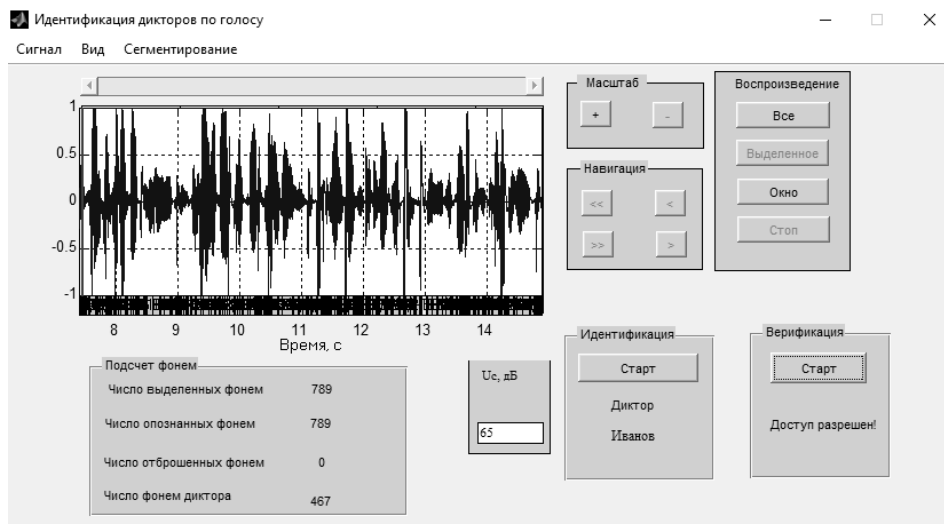 Идентификация дикторов по голосу
Сигнал Вид Сегментирование
1
0.5
0
-0.5
-1
8 9 10 11 12 13 14
Время, с
Масштаб
+ -
Навигация
<< <
>> >
Воспроизведение
Все
Выделенное
Окно
Стоп
Подсчет фонем
Число выделенных фонем 789
Число опознанных фонем 789
Число отброшенных фонем 0
Число фонем диктора 467
Uc, дБ
65
Идентификация
Старт
Диктор
Иванов
Верификация
Старт
Доступ разрешен!